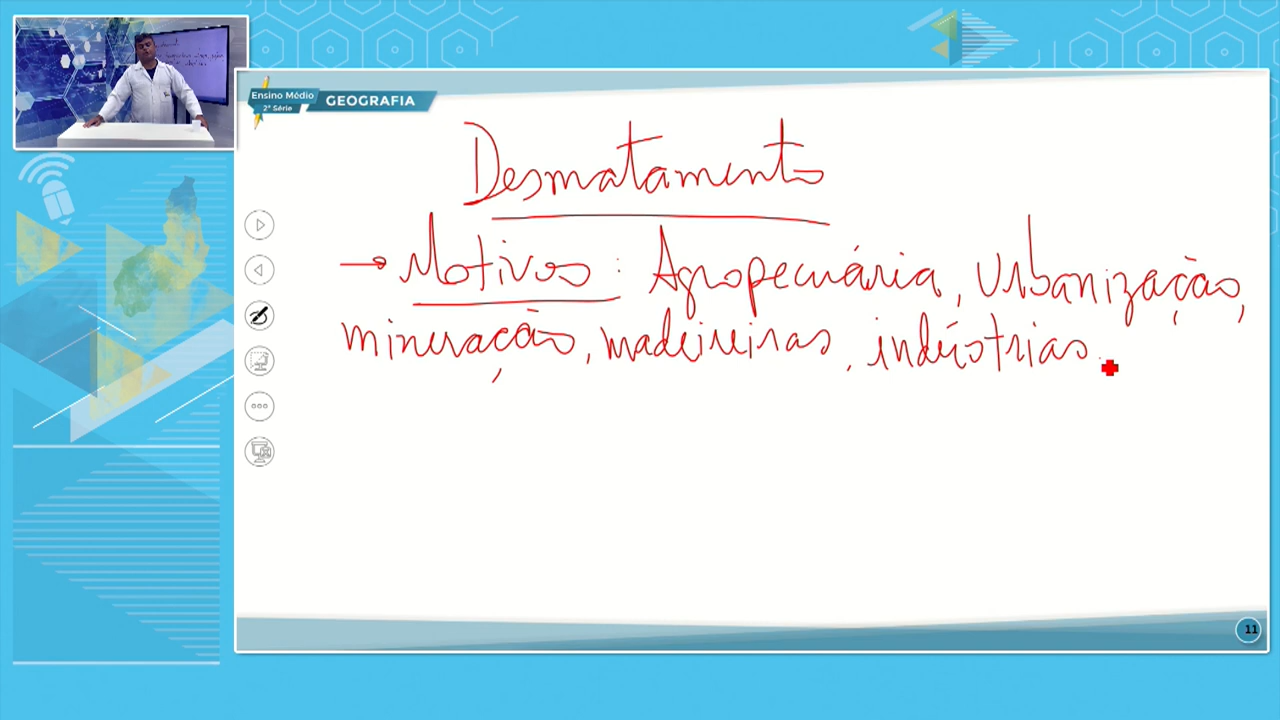 Ensino Médio
2ª Série
GEOGRAFIA
Desmatamento
→ Motivos: Agropecuária, Urbanização,
mineração, madeireiras, indústrias.
11